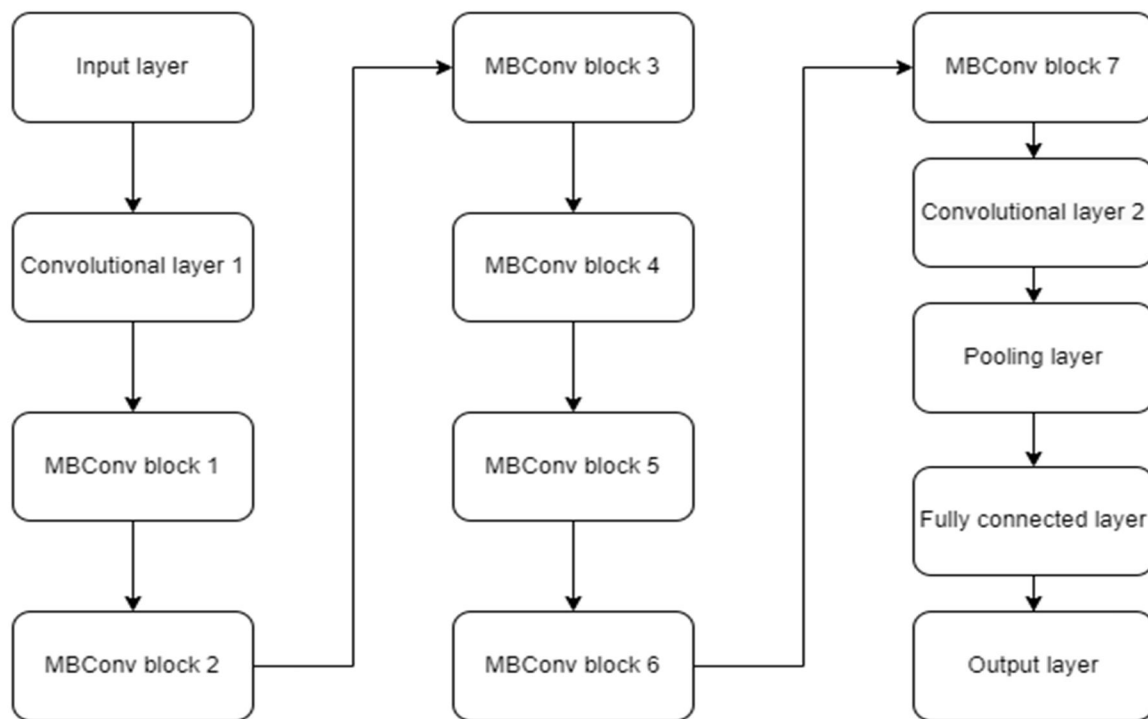 Input layer
Convolutional layer 1
MBConv block 1
MBConv block 2
MBConv block 3
MBConv block 4
MBConv block 5
MBConv block 6
MBConv block 7
Convolutional layer 2
Pooling layer
Fully connected layer
Output layer